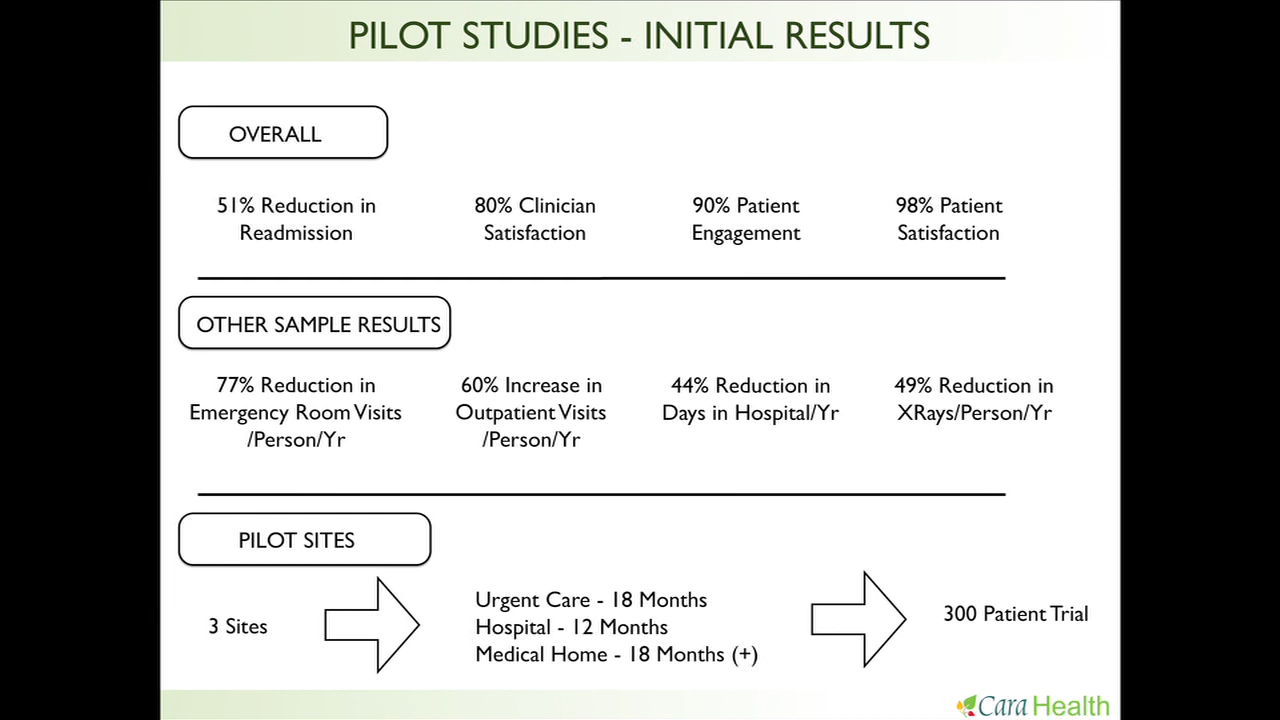 PILOT STUDIES - INITIAL RESULTS
OVERALL
51% Reduction in
Readmission
80% Clinician
Satisfaction
90% Patient
Engagement
98% Patient
Satisfaction
OTHER SAMPLE RESULTS
77% Reduction in
Emergency Room Visits
/Person/Yr
60% Increase in
Outpatient Visits
/Person/Yr
44% Reduction in
Days in Hospital/Yr
49% Reduction in
XRays/Person/Yr
PILOT SITES
3 Sites
Urgent Care - 18 Months
Hospital - 12 Months
Medical Home - 18 Months (+)
300 Patient Trial
Cara Health